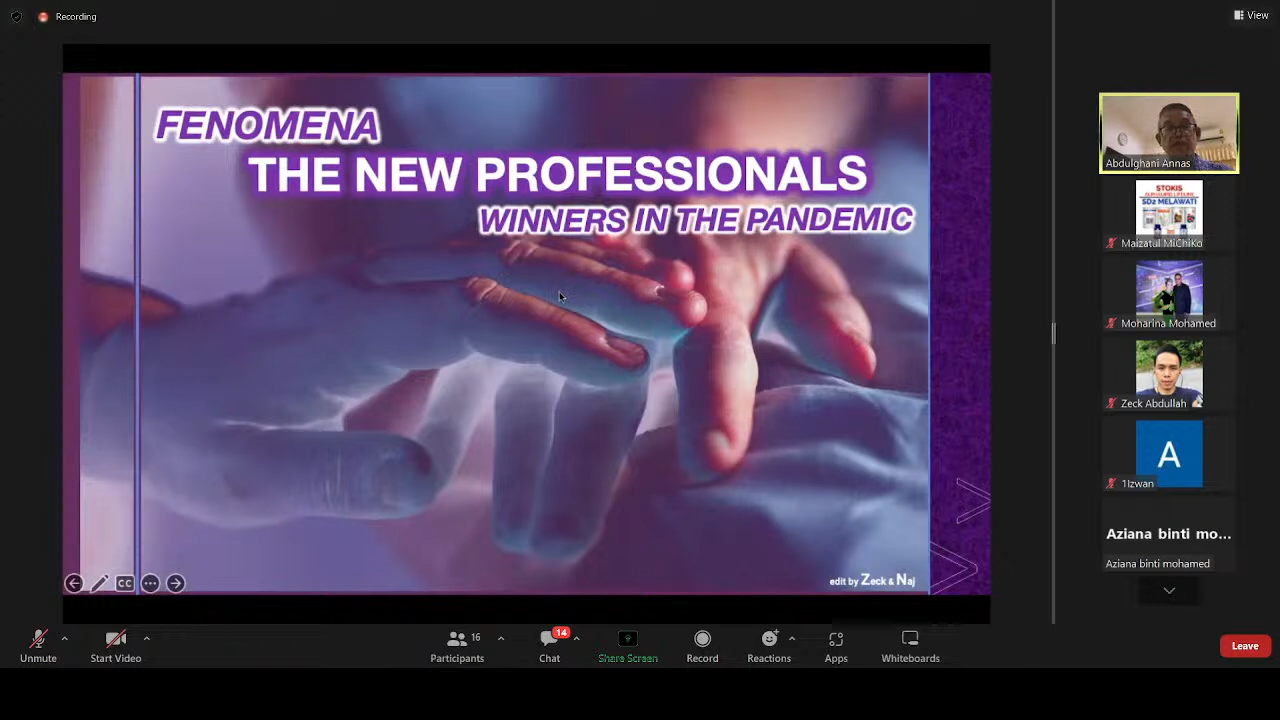 Recording
View
FENOMENA
THE NEW PROFESSIONALS
WINNERS IN THE PANDEMIC
edit by Zeck & Naj
CC
Abdulghani Annas
STOKIS
SD2 MELAWATI
Maizatul MiChiKo
Moharina Mohamed
Zeck Abdullah
A
1Izwan
Aziana binti mo...
Aziana binti mohamed
Unmute
Start Video
16
Participants
14
Chat
Share Screen
Record
Reactions
Apps
Whiteboards
Leave